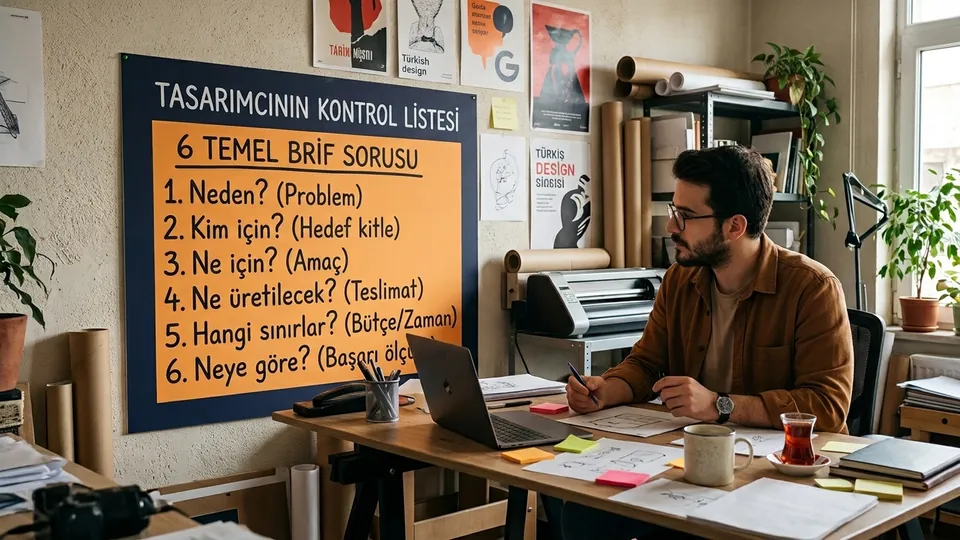 TASARIMCININ KONTROL LİSTESİ
6 TEMEL BRİF SORUSU
1. Neden? (Problem)
2. Kim için? (Hedef kitle)
3. Ne için? (Amaç)
4. Ne üretilecek? (Teslimat)
5. Hangi sınırlar? (Bütçe/Zaman)
6. Neye göre? (Başarı
TARİH
Türkish
design
G
TÜRKİŞ
DESIGN